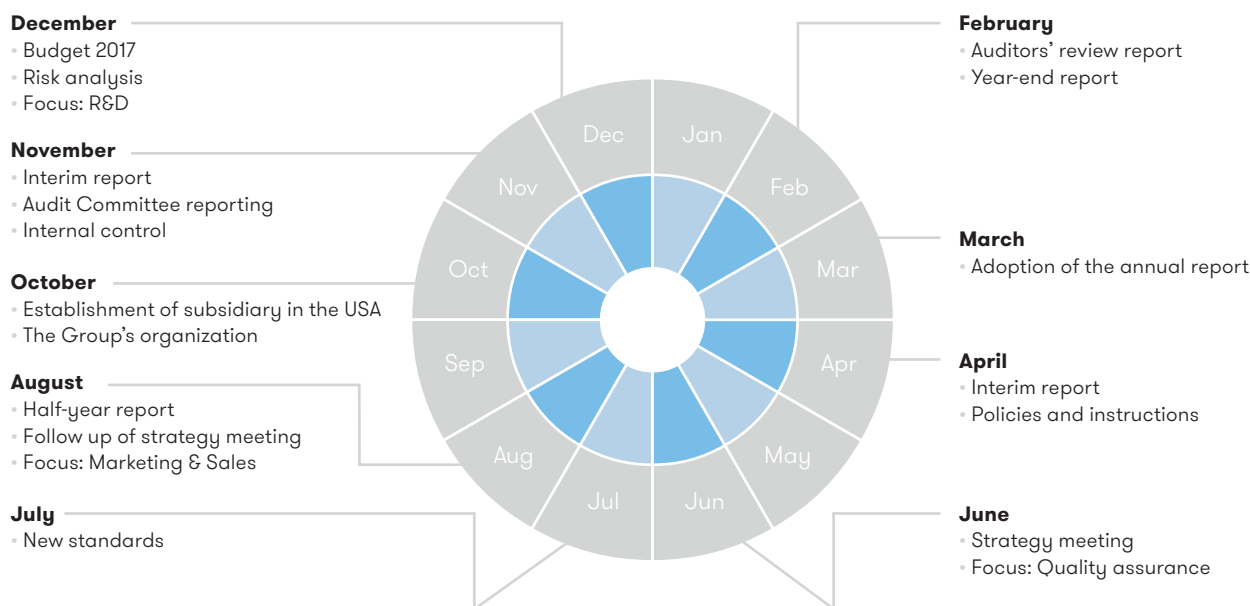 December
• Budget 2017
• Risk analysis
• Focus: R&D
November
• Interim report
• Audit Committee reporting
• Internal control
October
• Establishment of subsidiary in the USA
• The Group’s organization
August
• Half-year report
• Follow up of strategy meeting
• Focus: Marketing & Sales
July
• New standards
Dec
Jan
Nov
Feb
Oct
Mar
Sep
Apr
Aug
May
Jul
Jun
February
• Auditors’ review report
• Year-end report
March
• Adoption of the annual report
April
• Interim report
• Policies and instructions
June
• Strategy meeting
• Focus: Quality assurance